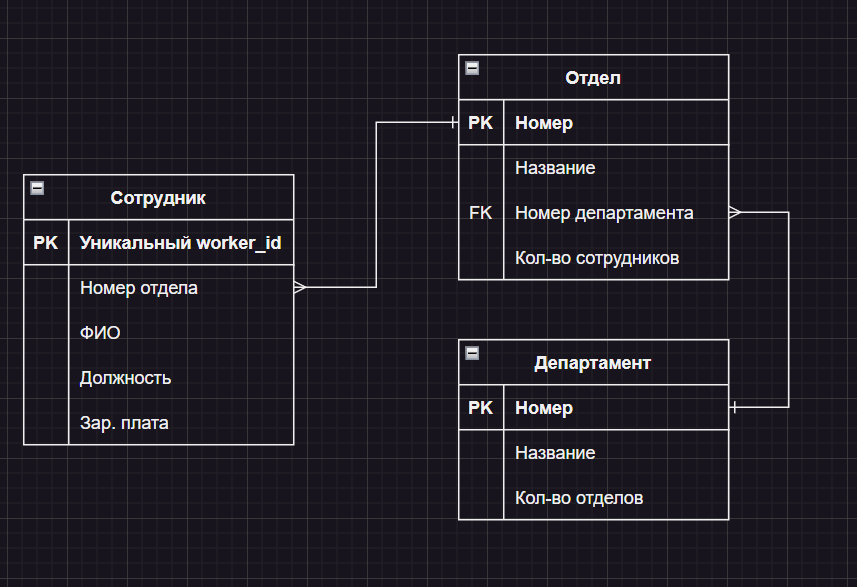 Отдел
PK Номер
Название
FK Номер департамента
Кол-во сотрудников
Сотрудник
PK Уникальный worker_id
Номер отдела
ФИО
Должность
Зар. плата
Департамент
PK Номер
Название
Кол-во отделов